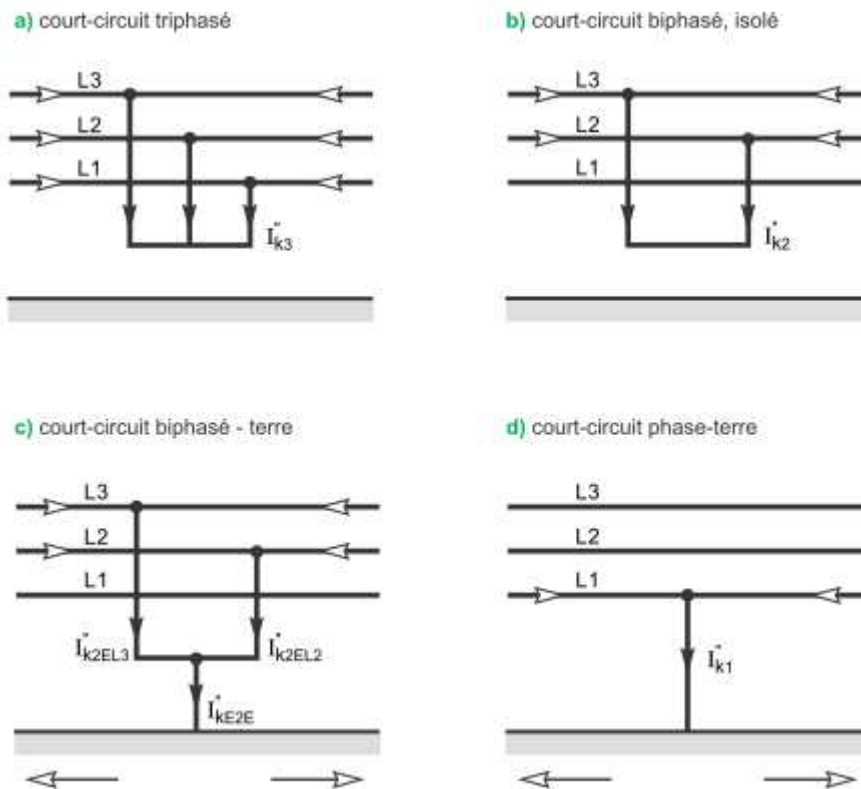 a) court-circuit triphasé
L3
L2
L1
I"k3
b) court-circuit biphasé, isolé
L3
L2
L1
I"k2
c) court-circuit biphasé - terre
L3
L2
L1
I"k2EL3
I"k2EL2
I"kE2E
d) court-circuit phase-terre
L3
L2
L1
I"k1